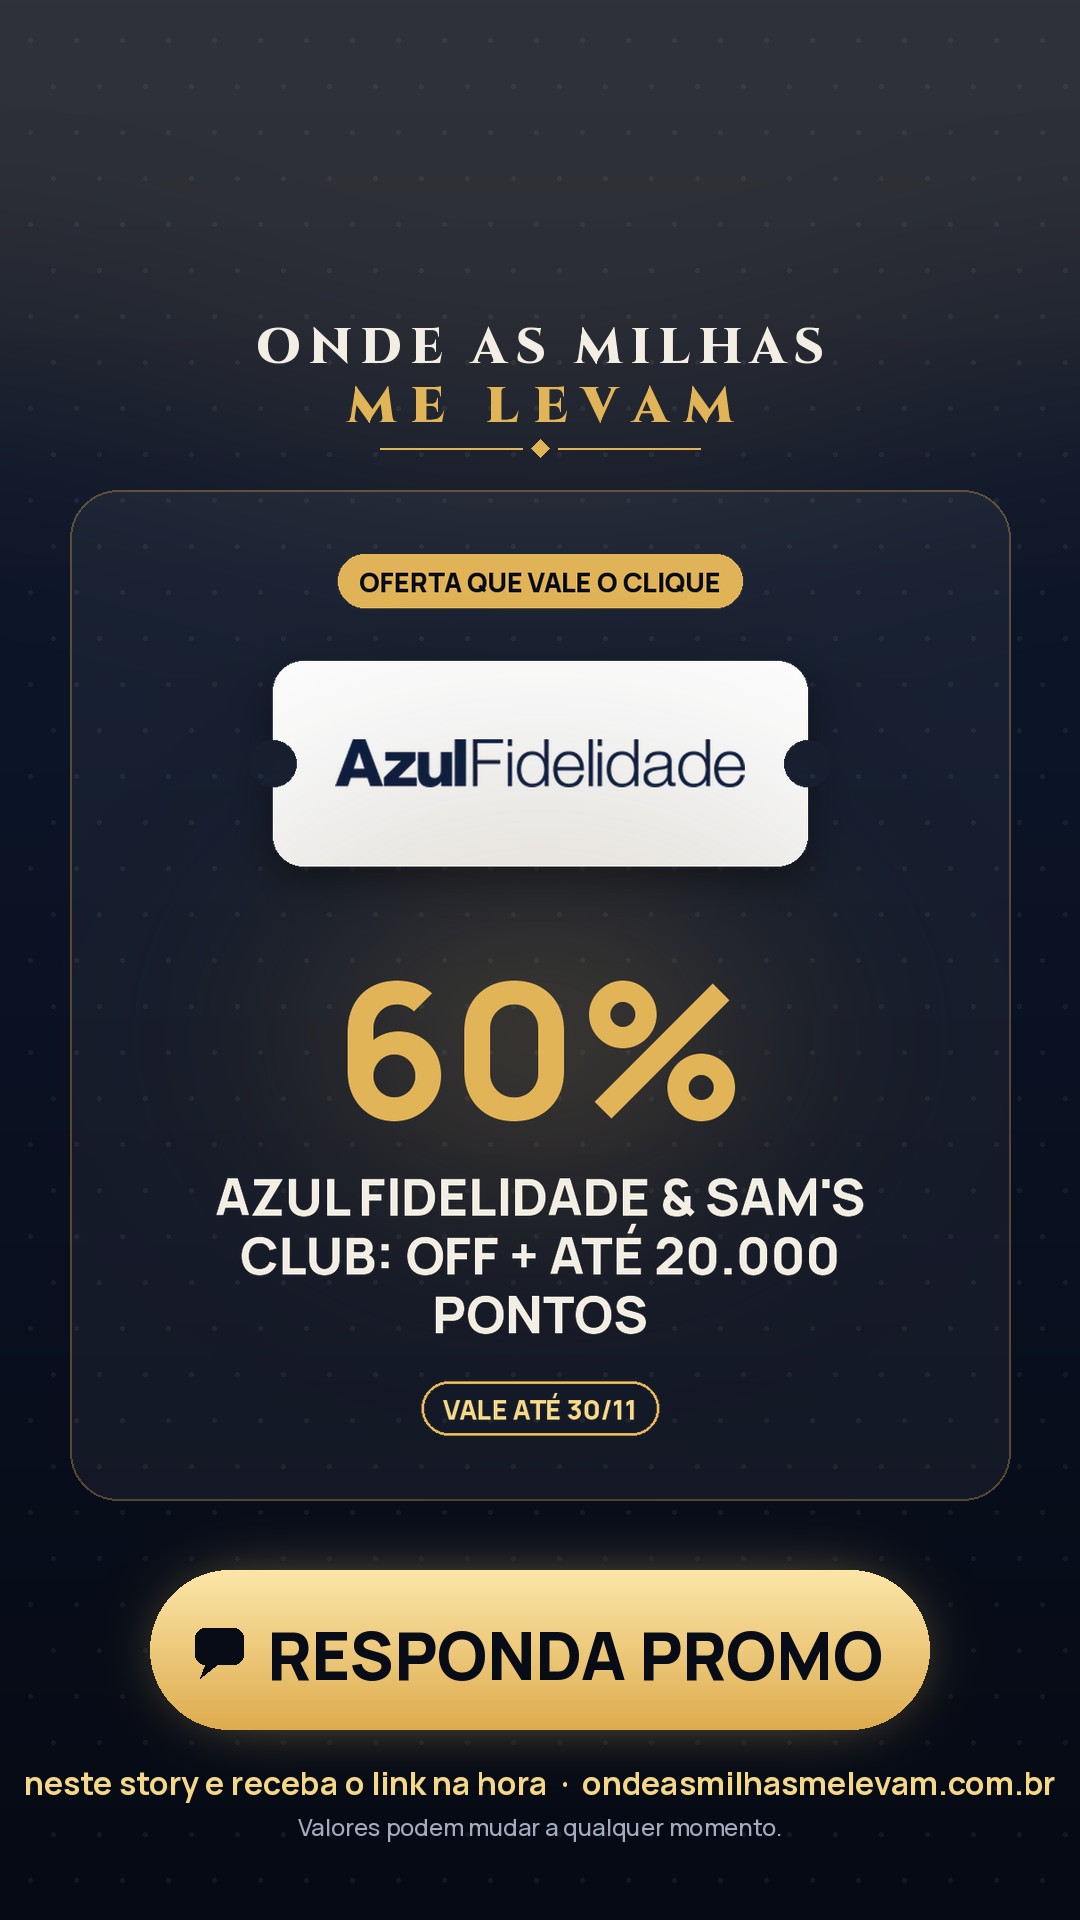 ONDE AS MILHAS
ME LEVAM
OFERTA QUE VALE O CLIQUE
AzulFidelidade
60%
AZUL FIDELIDADE & SAM'S
CLUB: OFF + ATÉ 20.000
PONTOS
VALE ATÉ 30/11
RESPONDA PROMO
neste story e receba o link na hora · ondeasmilhasmelevam.com.br
Valores podem mudar a qualquer momento.